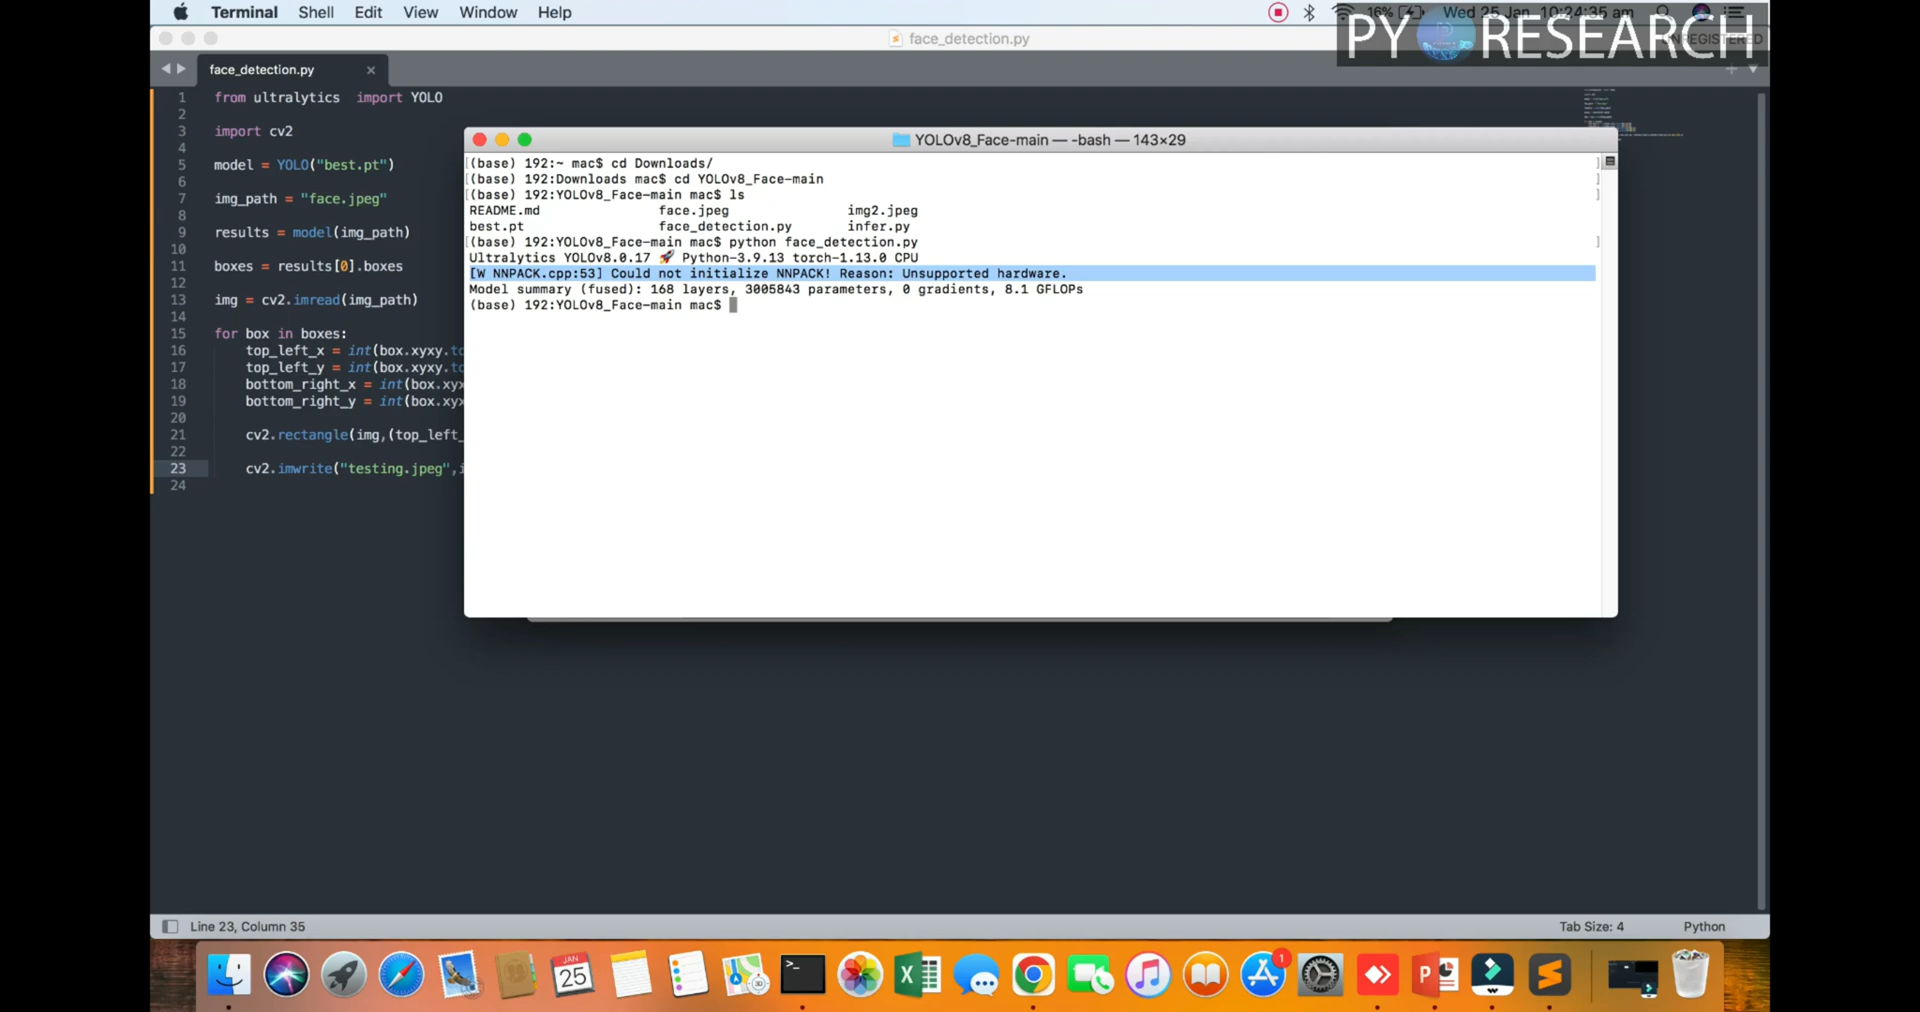 Terminal Shell Edit View Window Help
16% Wed 25 Jan 10:24:35 am
PY RESEARCH
face_detection.py
face_detection.py
1 from ultralytics import YOLO
2
3 import cv2
4
5 model = YOLO("best.pt")
6
7 img_path = "face.jpeg"
8
9 results = model(img_path)
10
11 boxes = results[0].boxes
12
13 img = cv2.imread(img_path)
14
15 for box in boxes:
16 top_left_x = int(box.xyxy.to
17 top_left_y = int(box.xyxy.to
18 bottom_right_x = int(box.xyx
19 bottom_right_y = int(box.xyx
20
21 cv2.rectangle(img,(top_left_
22
23 cv2.imwrite("testing.jpeg",i
24
YOLOv8_Face-main — -bash — 143×29
[(base) 192:~ mac$ cd Downloads/ ]
[(base) 192:Downloads mac$ cd YOLOv8_Face-main ]
[(base) 192:YOLOv8_Face-main mac$ ls ]
README.md face.jpeg img2.jpeg
best.pt face_detection.py infer.py
[(base) 192:YOLOv8_Face-main mac$ python face_detection.py ]
Ultralytics YOLOv8.0.17 🚀 Python-3.9.13 torch-1.13.0 CPU
[W NNPACK.cpp:53] Could not initialize NNPACK! Reason: Unsupported hardware.
Model summary (fused): 168 layers, 3005843 parameters, 0 gradients, 8.1 GFLOPs
(base) 192:YOLOv8_Face-main mac$
Line 23, Column 35
Tab Size: 4 Python
JAN
25
1